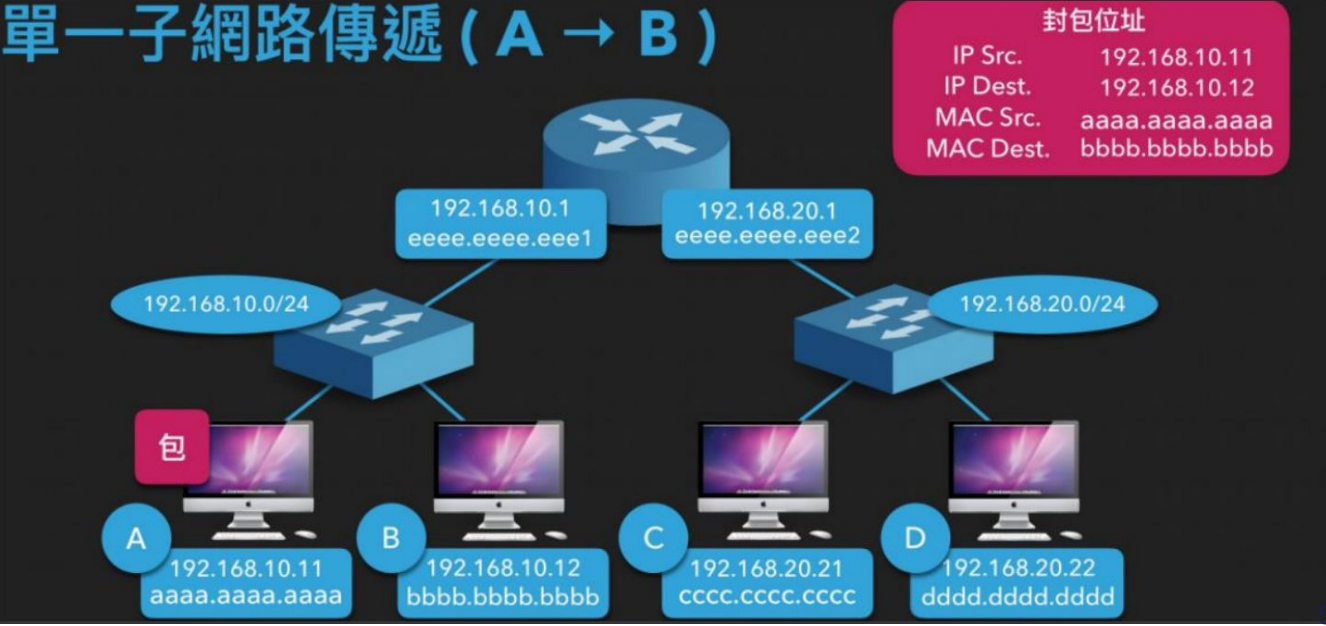 單一子網路傳遞 ( A → B )
封包位址
IP Src. 192.168.10.11
IP Dest. 192.168.10.12
MAC Src. aaaa.aaaa.aaaa
MAC Dest. bbbb.bbbb.bbbb
192.168.10.1
eeee.eeee.eee1
192.168.20.1
eeee.eeee.eee2
192.168.10.0/24
192.168.20.0/24
包
A
192.168.10.11
aaaa.aaaa.aaaa
B
192.168.10.12
bbbb.bbbb.bbbb
C
192.168.20.21
cccc.cccc.cccc
D
192.168.20.22
dddd.dddd.dddd